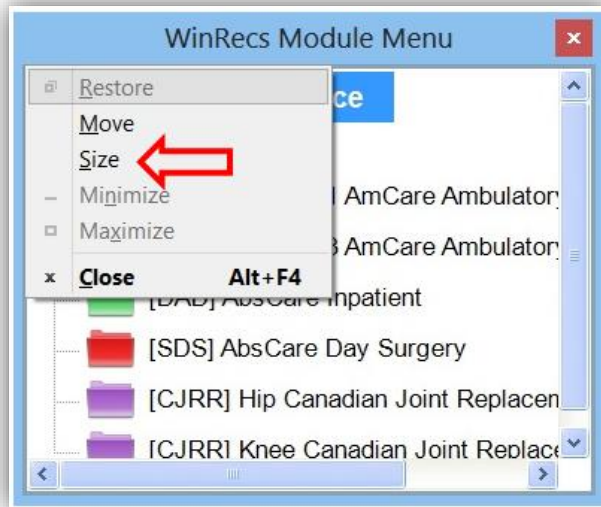 WinRecs Module Menu
x
Restore
ce
Move
Size
Minimize
AmCare Ambulatory
Maximize
AmCare Ambulatory
x Close Alt+F4
[DAD] AbsCare Inpatient
[SDS] AbsCare Day Surgery
[CJRR] Hip Canadian Joint Replacem
[CJRR] Knee Canadian Joint Replace